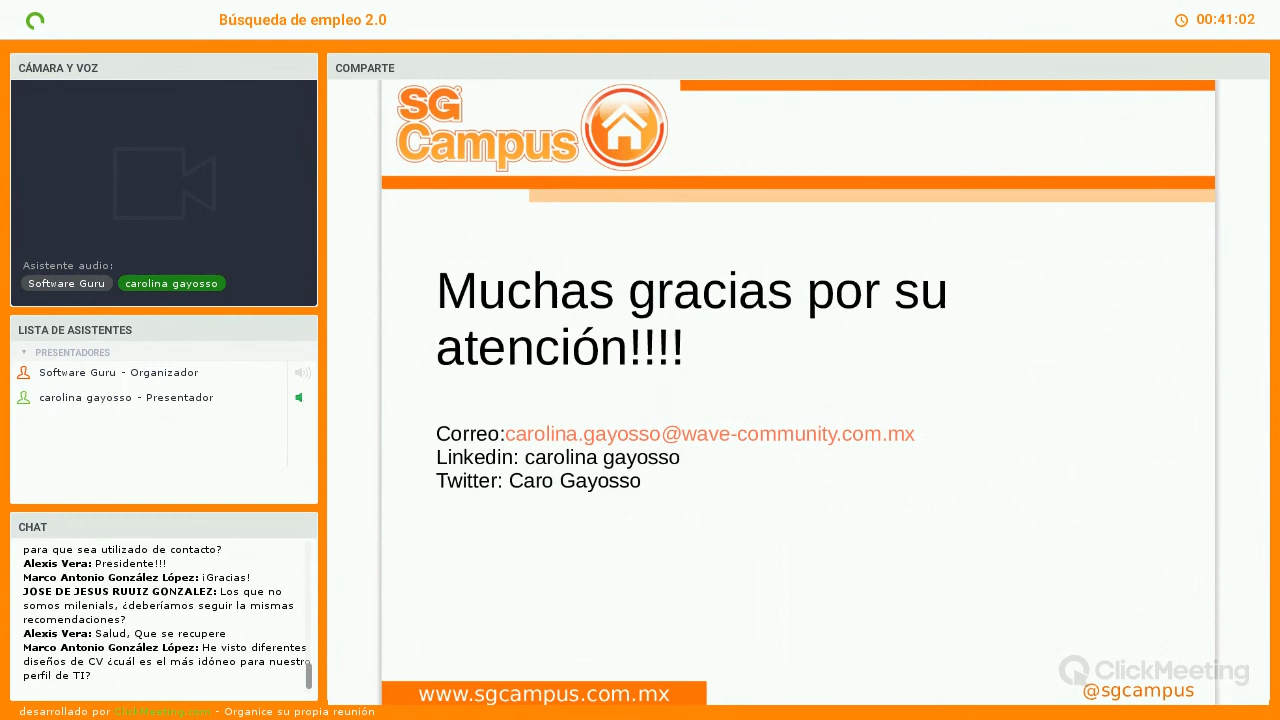 Búsqueda de empleo 2.0
00:41:02
CÁMARA Y VOZ
Asistente audio:
Software Guru
carolina gayosso
LISTA DE ASISTENTES
PRESENTADORES
Software Guru - Organizador
carolina gayosso - Presentador
CHAT
para que sea utilizado de contacto?
Alexis Vera: Presidente!!!
Marco Antonio González López: ¡Gracias!
JOSE DE JESUS RUUIZ GONZALEZ: Los que no
somos milenials, ¿deberíamos seguir la mismas
recomendaciones?
Alexis Vera: Salud, Que se recupere
Marco Antonio González López: He visto diferentes
diseños de CV ¿cuál es el más idóneo para nuestro
perfil de TI?
desarrollado por ClickMeeting.com - Organice su propia reunión
COMPARTE
SG
Campus
Muchas gracias por su
atención!!!!
Correo:carolina.gayosso@wave-community.com.mx
Linkedin: carolina gayosso
Twitter: Caro Gayosso
ClickMeeting
@sgcampus
www.sgcampus.com.mx